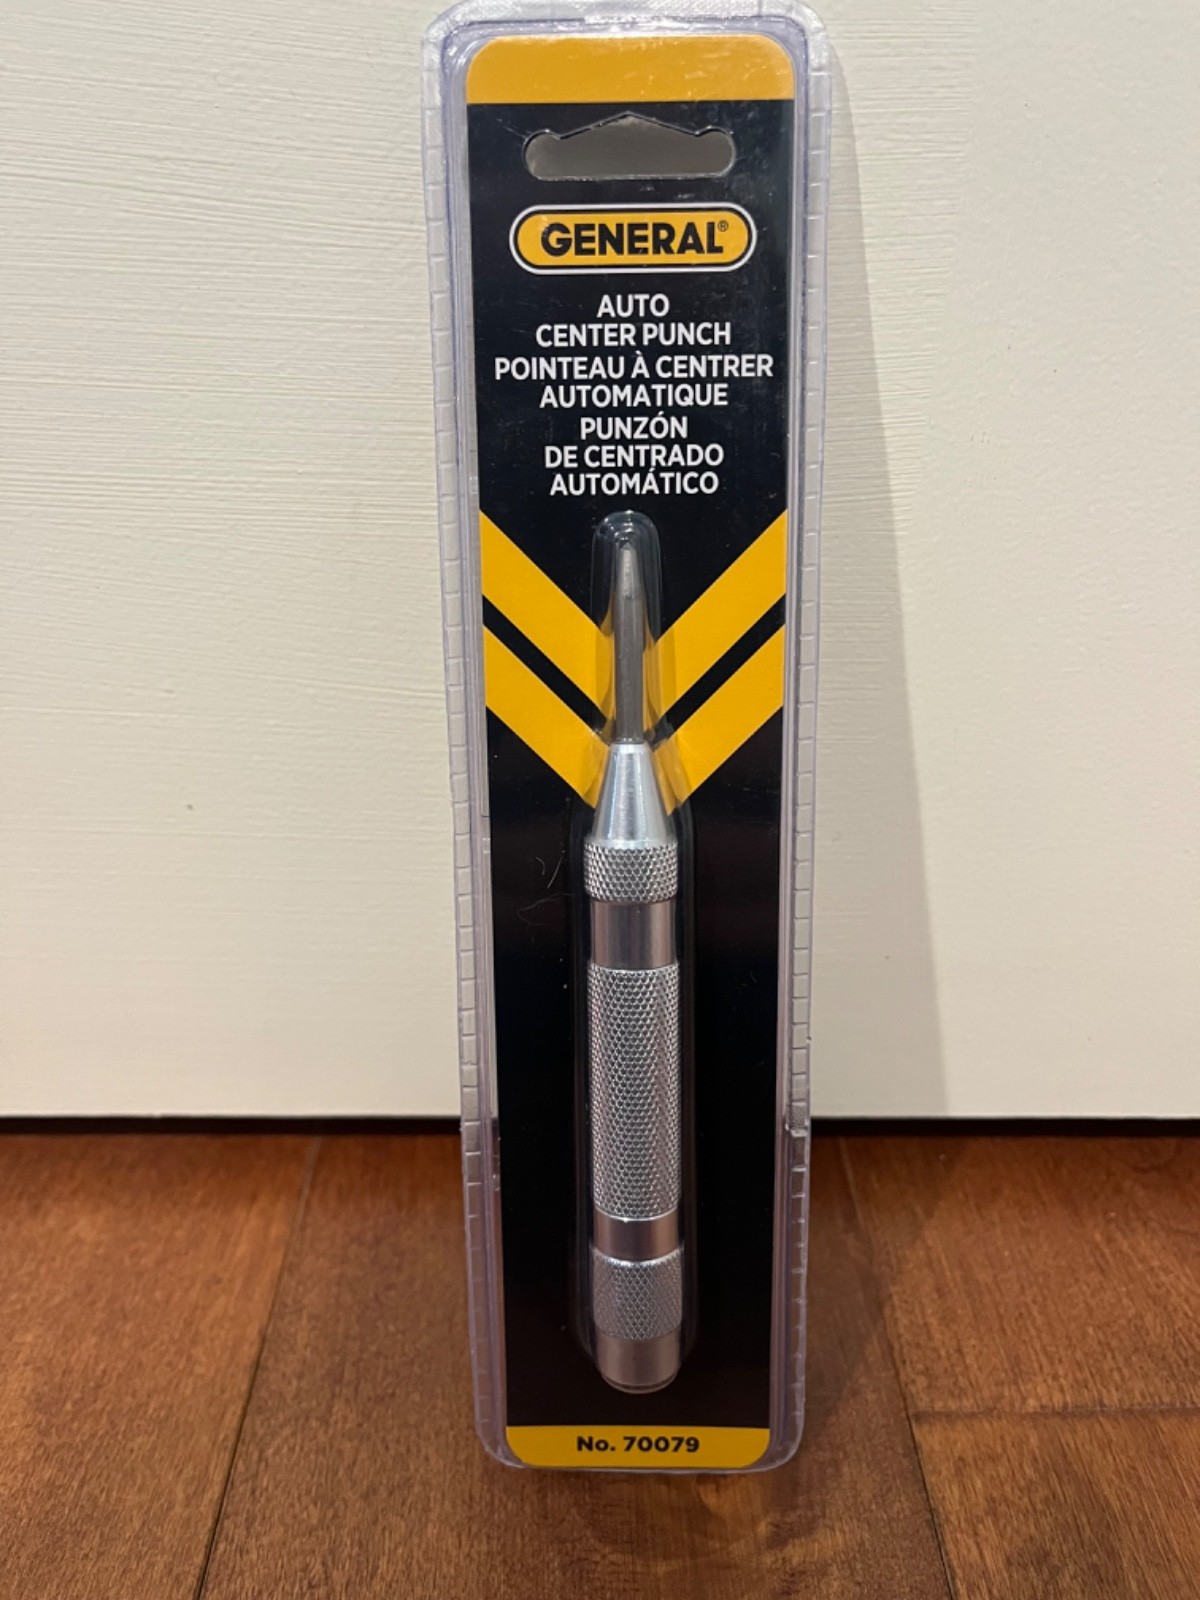 GENERAL®
AUTO
CENTER PUNCH
POINTEAU À CENTRER
AUTOMATIQUE
PUNZÓN
DE CENTRADO
AUTOMÁTICO
No. 70079